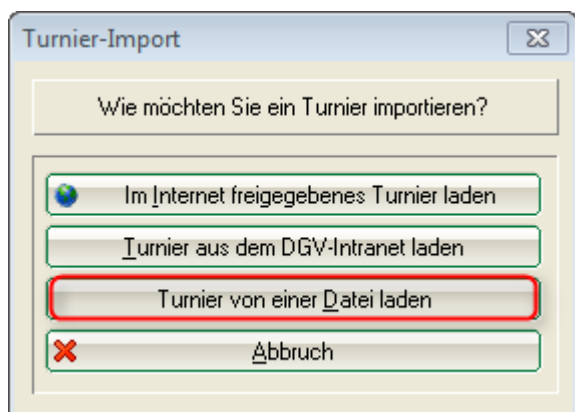 Turnier-Import
Wie möchten Sie ein Turnier importieren?
Im Internet freigegebenes Turnier laden
Turnier aus dem DGV-Intranet laden
Turnier von einer Datei laden
Abbruch